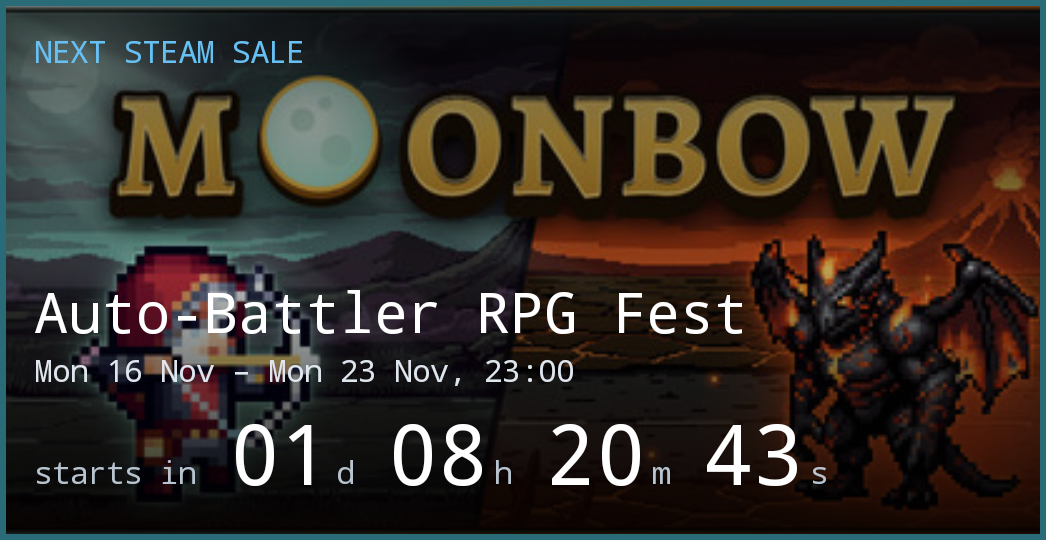 NEXT STEAM SALE
MOONBOW
Auto-Battler RPG Fest
Mon 16 Nov – Mon 23 Nov, 23:00
starts in 01d 08h 20m 43s